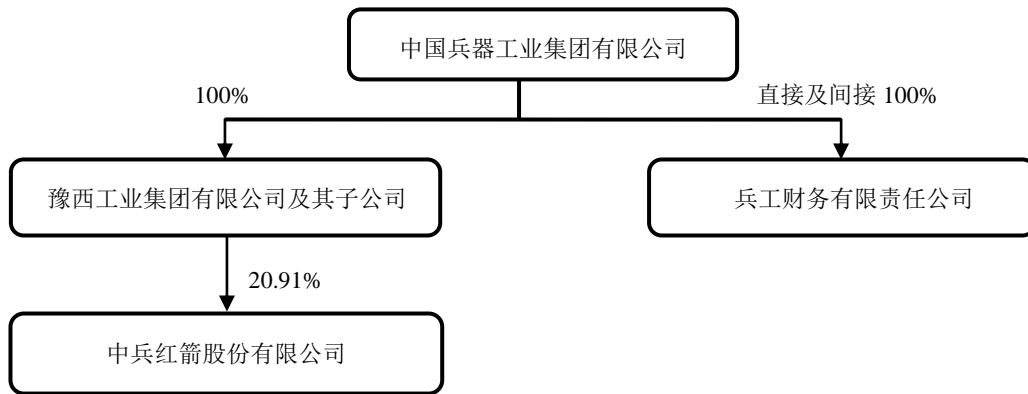 中国兵器工业集团有限公司
100%
直接及间接 100%
豫西工业集团有限公司及其子公司
兵工财务有限责任公司
20.91%
中兵红箭股份有限公司